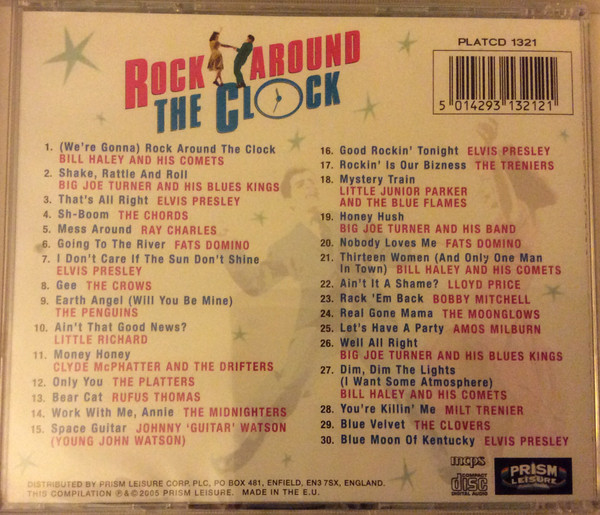 ROCK AROUND
THE CLOCK
PLATCD 1321
5 014293 132121
1. (We're Gonna) Rock Around The Clock
BILL HALEY AND HIS COMETS
2. Shake, Rattle And Roll
BIG JOE TURNER AND HIS BLUES KINGS
3. That's All Right ELVIS PRESLEY
4. Sh-Boom THE CHORDS
5. Mess Around RAY CHARLES
6. Going To The River FATS DOMINO
7. I Don't Care If The Sun Don't Shine
ELVIS PRESLEY
8. Gee THE CROWS
9. Earth Angel (Will You Be Mine)
THE PENGUINS
10. Ain't That Good News?
LITTLE RICHARD
11. Money Honey
CLYDE McPHATTER AND THE DRIFTERS
12. Only You THE PLATTERS
13. Bear Cat RUFUS THOMAS
14. Work With Me, Annie THE MIDNIGHTERS
15. Space Guitar JOHNNY 'GUITAR' WATSON
(YOUNG JOHN WATSON)
16. Good Rockin' Tonight ELVIS PRESLEY
17. Rockin' Is Our Bizness THE TRENIERS
18. Mystery Train
LITTLE JUNIOR PARKER
AND THE BLUE FLAMES
19. Honey Hush
BIG JOE TURNER AND HIS BAND
20. Nobody Loves Me FATS DOMINO
21. Thirteen Women (And Only One Man
In Town) BILL HALEY AND HIS COMETS
22. Ain't It A Shame? LLOYD PRICE
23. Rack 'Em Back BOBBY MITCHELL
24. Real Gone Mama THE MOONGLOWS
25. Let's Have A Party AMOS MILBURN
26. Well All Right
BIG JOE TURNER AND HIS BLUES KINGS
27. Dim, Dim The Lights
(I Want Some Atmosphere)
BILL HALEY AND HIS COMETS
28. You're Killin' Me MILT TRENIER
29. Blue Velvet THE CLOVERS
30. Blue Moon Of Kentucky ELVIS PRESLEY
DISTRIBUTED BY PRISM LEISURE CORP. PLC, PO BOX 481, ENFIELD, EN3 7SX, ENGLAND.
THIS COMPILATION ℗ & © 2005 PRISM LEISURE. MADE IN THE E.U.
mcps
COMPACT
disc
DIGITAL AUDIO
PRISM
LEISURE